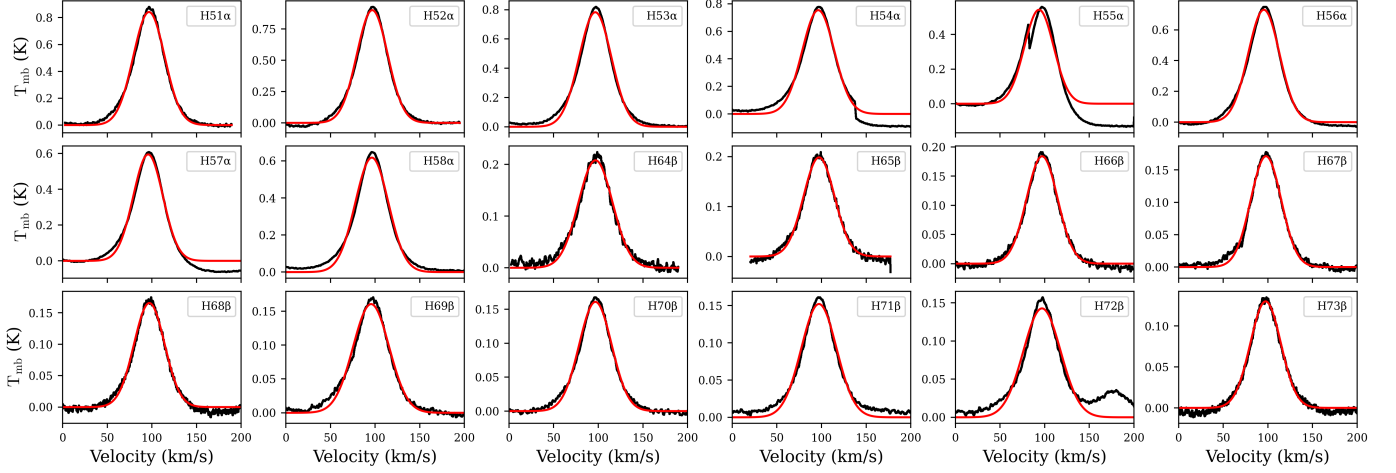 H51α
H52α
H53α
H54α
H55α
H56α
T_mb (K)
0.0 0.2 0.4 0.6 0.8
0.00 0.25 0.50 0.75
0.0 0.2 0.4 0.6 0.8
0.0 0.2 0.4 0.6
0.0 0.2 0.4
0.0 0.2 0.4 0.6
H57α
H58α
H64β
H65β
H66β
H67β
T_mb (K)
0.0 0.2 0.4 0.6
0.0 0.2 0.4 0.6
0.0 0.1 0.2
0.0 0.1 0.2
0.00 0.05 0.10 0.15 0.20
0.00 0.05 0.10 0.15
H68β
H69β
H70β
H71β
H72β
H73β
T_mb (K)
0.00 0.05 0.10 0.15
0.00 0.05 0.10 0.15
0.00 0.05 0.10 0.15
0.00 0.05 0.10 0.15
0.00 0.05 0.10 0.15
0.00 0.05 0.10 0.15
0 50 100 150 200
0 50 100 150 200
0 50 100 150 200
0 50 100 150 200
0 50 100 150 200
0 50 100 150 200
Velocity (km/s)
Velocity (km/s)
Velocity (km/s)
Velocity (km/s)
Velocity (km/s)
Velocity (km/s)